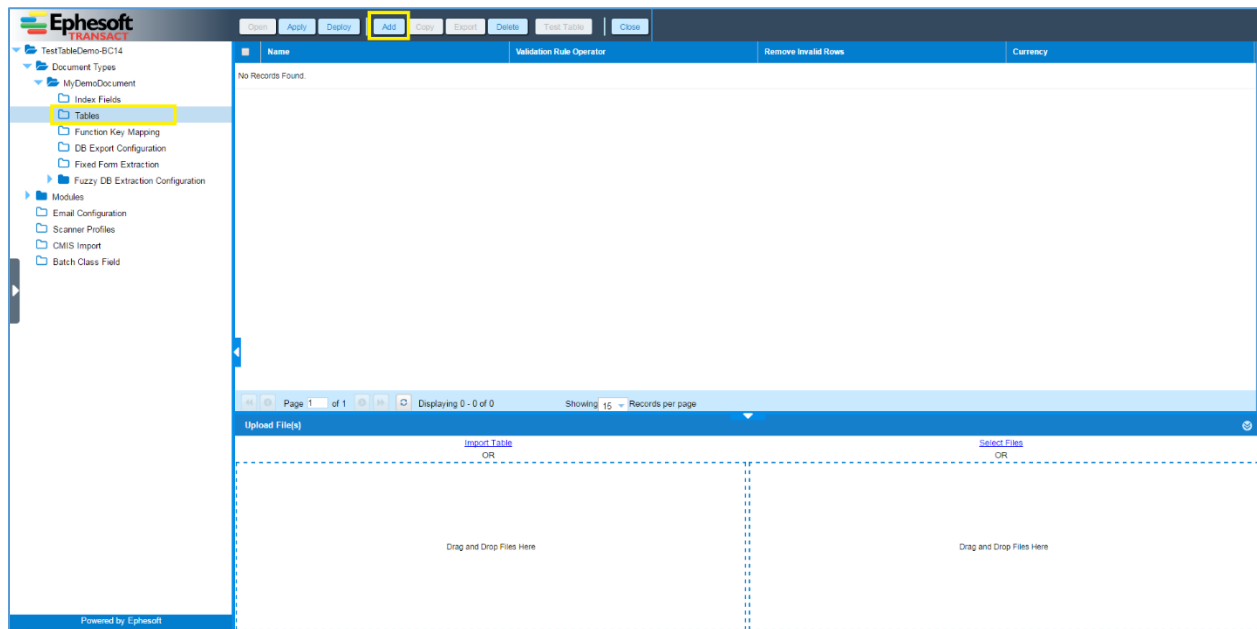 Ephesoft
TRANSACT
Open Apply Deploy Add Copy Export Delete Test Table Close
TestTableDemo-BC14
Document Types
MyDemoDocument
Index Fields
Tables
Function Key Mapping
DB Export Configuration
Fixed Form Extraction
Fuzzy DB Extraction Configuration
Modules
Email Configuration
Scanner Profiles
CMIS Import
Batch Class Field
Powered by Ephesoft
Name Validation Rule Operator Remove Invalid Rows Currency
No Records Found.
Page 1 of 1 Displaying 0 - 0 of 0 Showing 15 Records per page
Upload File(s)
Import Table
OR
Drag and Drop Files Here
Select Files
OR
Drag and Drop Files Here